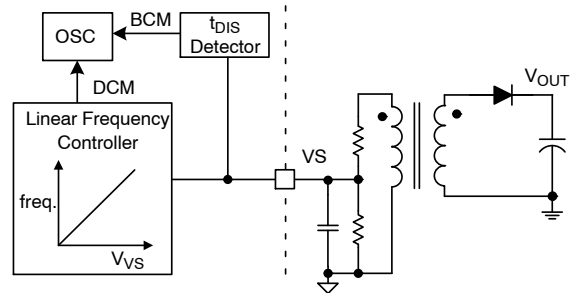 BCM
OSC
tDIS
Detector
DCM
VOUT
Linear Frequency
Controller
VS
freq.
VVS